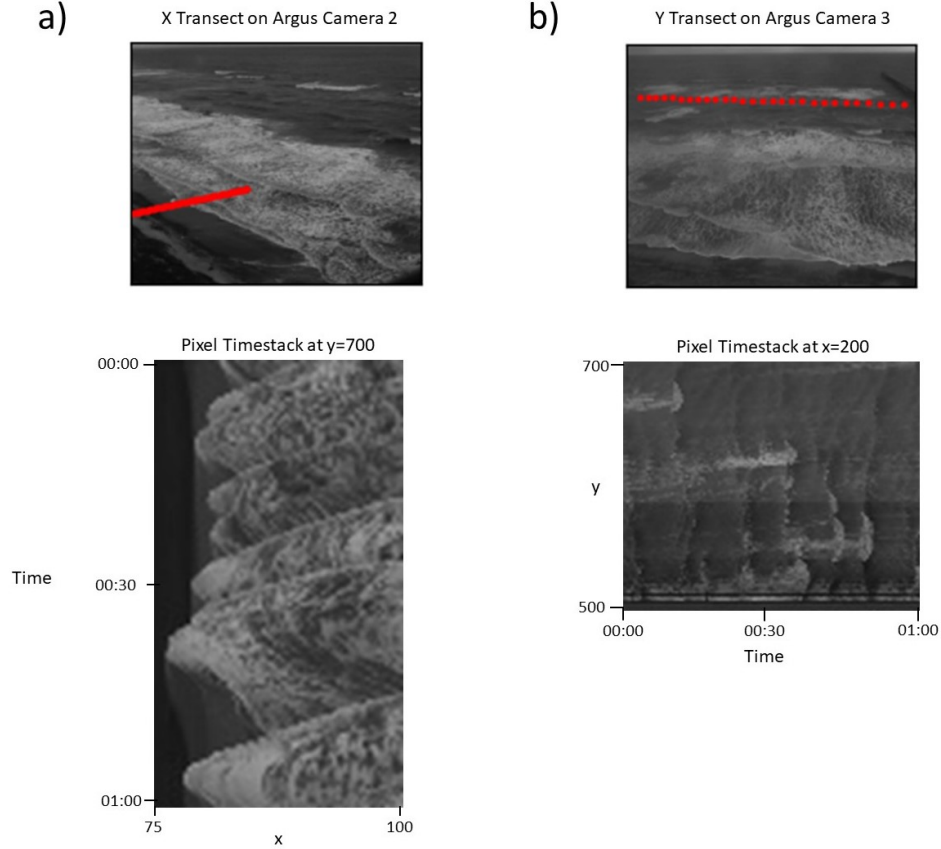 a)
X Transect on Argus Camera 2
Pixel Timestack at y=700
00:00
Time
00:30
01:00
75
100
x
b)
Y Transect on Argus Camera 3
Pixel Timestack at x=200
700
y
500
00:00
00:30
01:00
Time